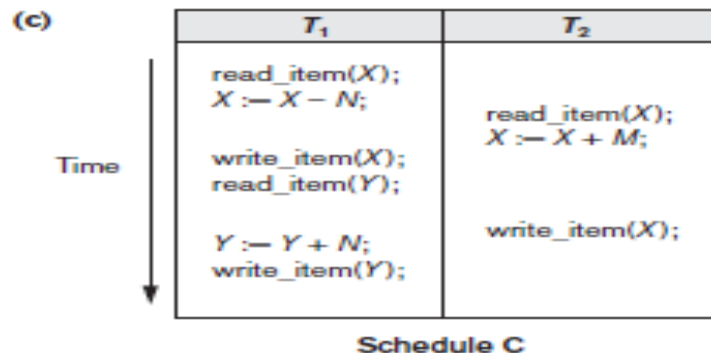 (c)
T1 T2
read_item(X);
X := X – N;
read_item(X);
X := X + M;
Time
write_item(X);
read_item(Y);
write_item(X);
Y := Y + N;
write_item(Y);
Schedule C